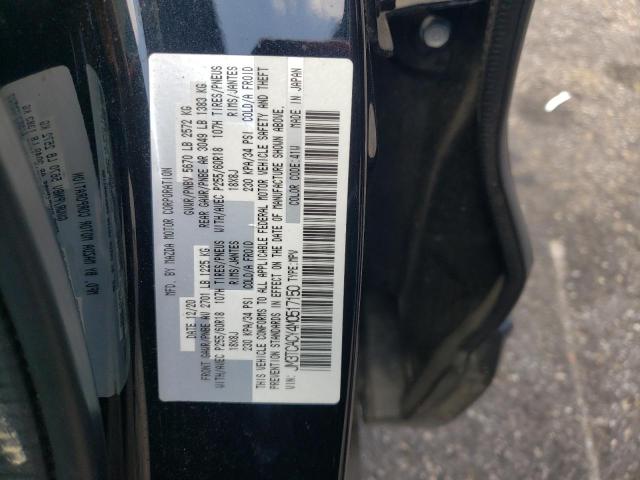 MFD. BY MAZDA MOTOR CORPORATION
DATE: 12/20 GVWR/PNBV 5670 LB 2572 KG
FRONT GAWR/PNBE AV 2701 LB 1225 KG REAR GAWR/PNBE AR 3049 LB 1383 KG
WITH/AVEC P255/60R18 107H TIRES/PNEUS WITH/AVEC P255/60R18 107H TIRES/PNEUS
18X8J RIMS/JANTES 18X8J RIMS/JANTES
230 KPA/34 PSI COLD/A FROID 230 KPA/34 PSI COLD/A FROID
THIS VEHICLE CONFORMS TO ALL APPLICABLE FEDERAL MOTOR VEHICLE SAFETY AND THEFT
PREVENTION STANDARDS IN EFFECT ON THE DATE OF MANUFACTURE SHOWN ABOVE.
VIN: JM3TCACY4M0517150 TYPE: MPV COLOR CODE: 41W MADE IN JAPAN